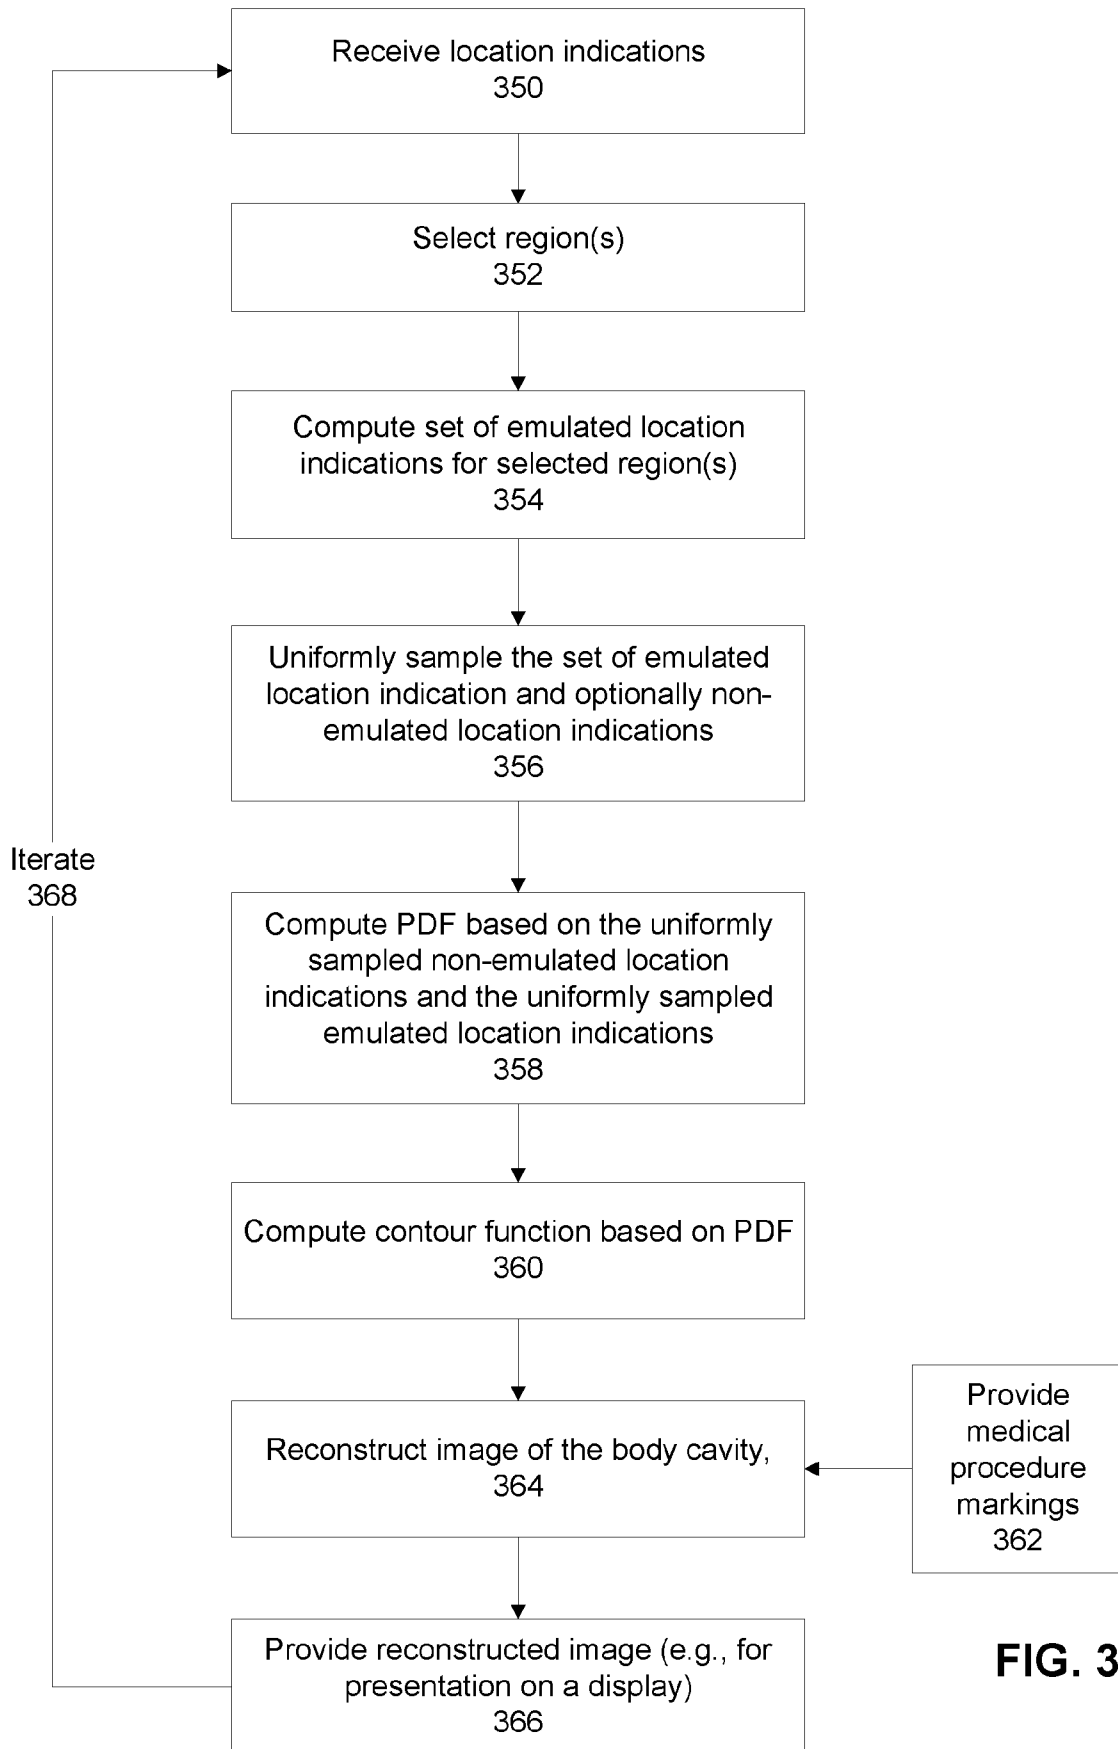 Receive location indications
350
Select region(s)
352
Compute set of emulated location
indications for selected region(s)
354
Uniformly sample the set of emulated
location indication and optionally non-
emulated location indications
356
Iterate
368
Compute PDF based on the uniformly
sampled non-emulated location
indications and the uniformly sampled
emulated location indications
358
Compute contour function based on PDF
360
Reconstruct image of the body cavity,
364
Provide
medical
procedure
markings
362
Provide reconstructed image (e.g., for
presentation on a display)
366
FIG. 3